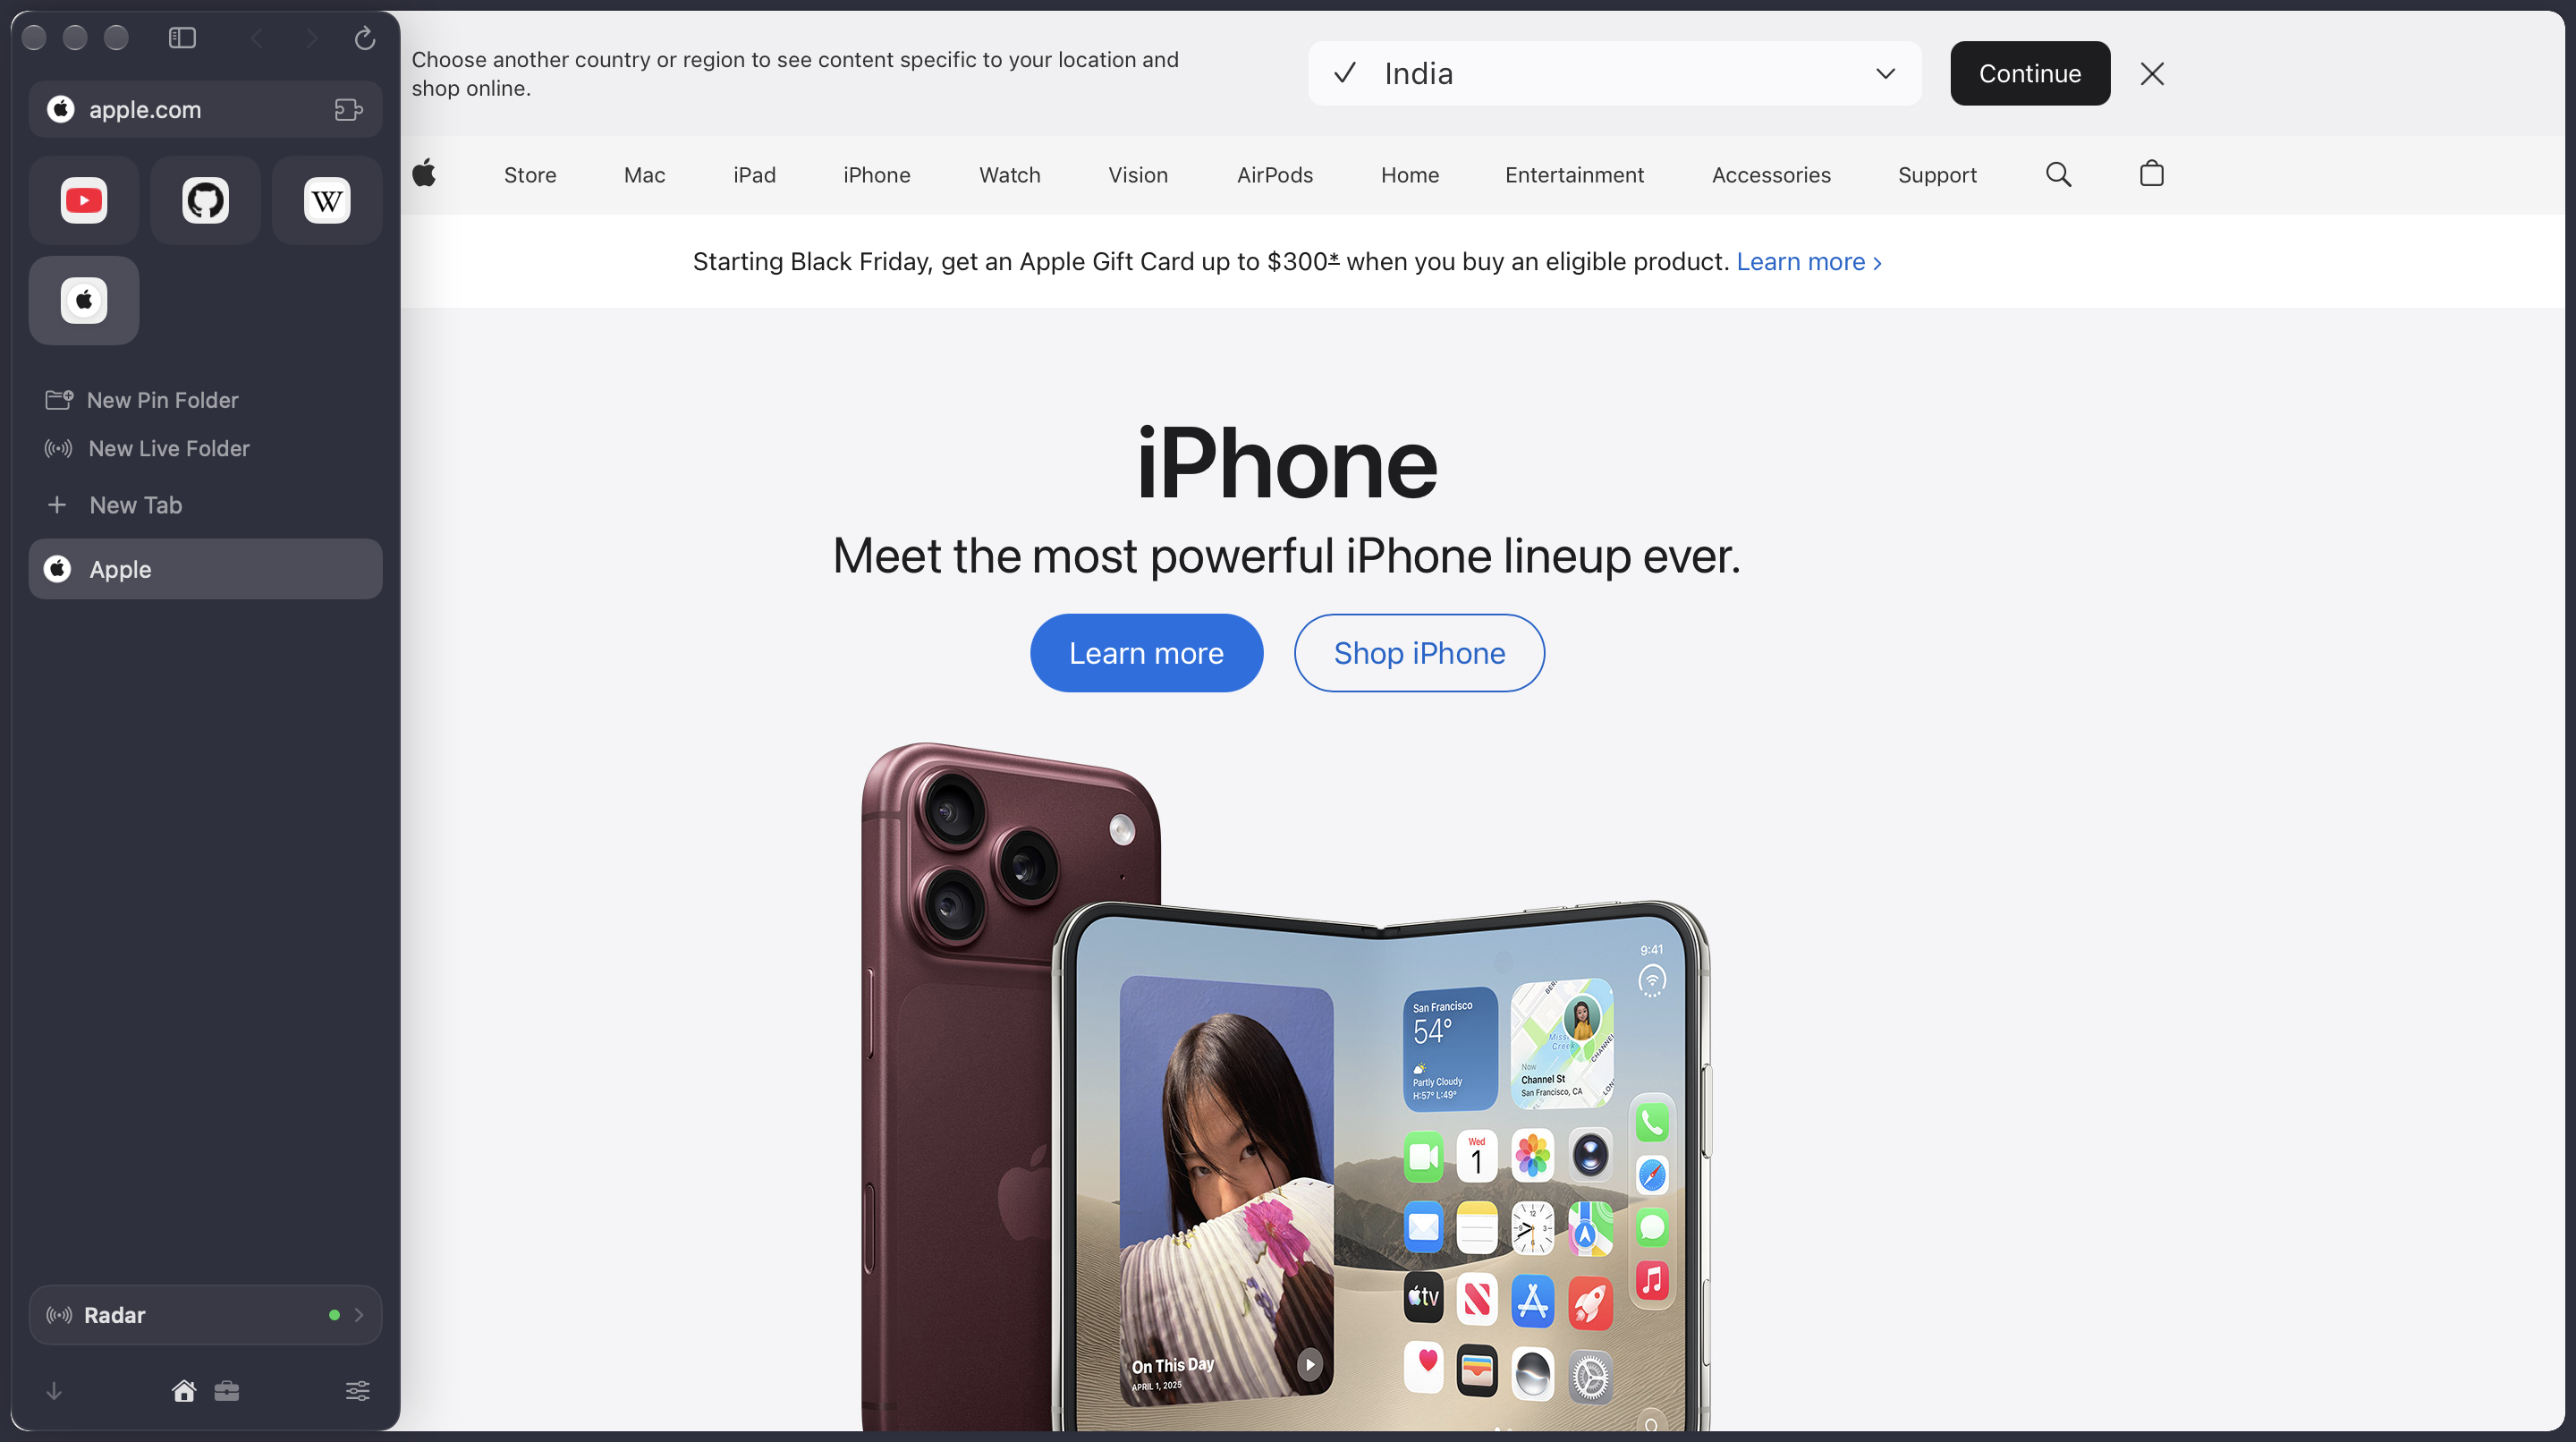 apple.com
W
New Pin Folder
New Live Folder
New Tab
Apple
Radar
Choose another country or region to see content specific to your location and
shop online.
India
Continue
Store Mac iPad iPhone Watch Vision AirPods Home Entertainment Accessories Support
Starting Black Friday, get an Apple Gift Card up to $300* when you buy an eligible product. Learn more >
iPhone
Meet the most powerful iPhone lineup ever.
Learn more
Shop iPhone
9:41
San Francisco
54°
Partly Cloudy
H:57° L:49°
Now
Channel St
San Francisco, CA
Wed
1
tv
On This Day
APRIL 1, 2025